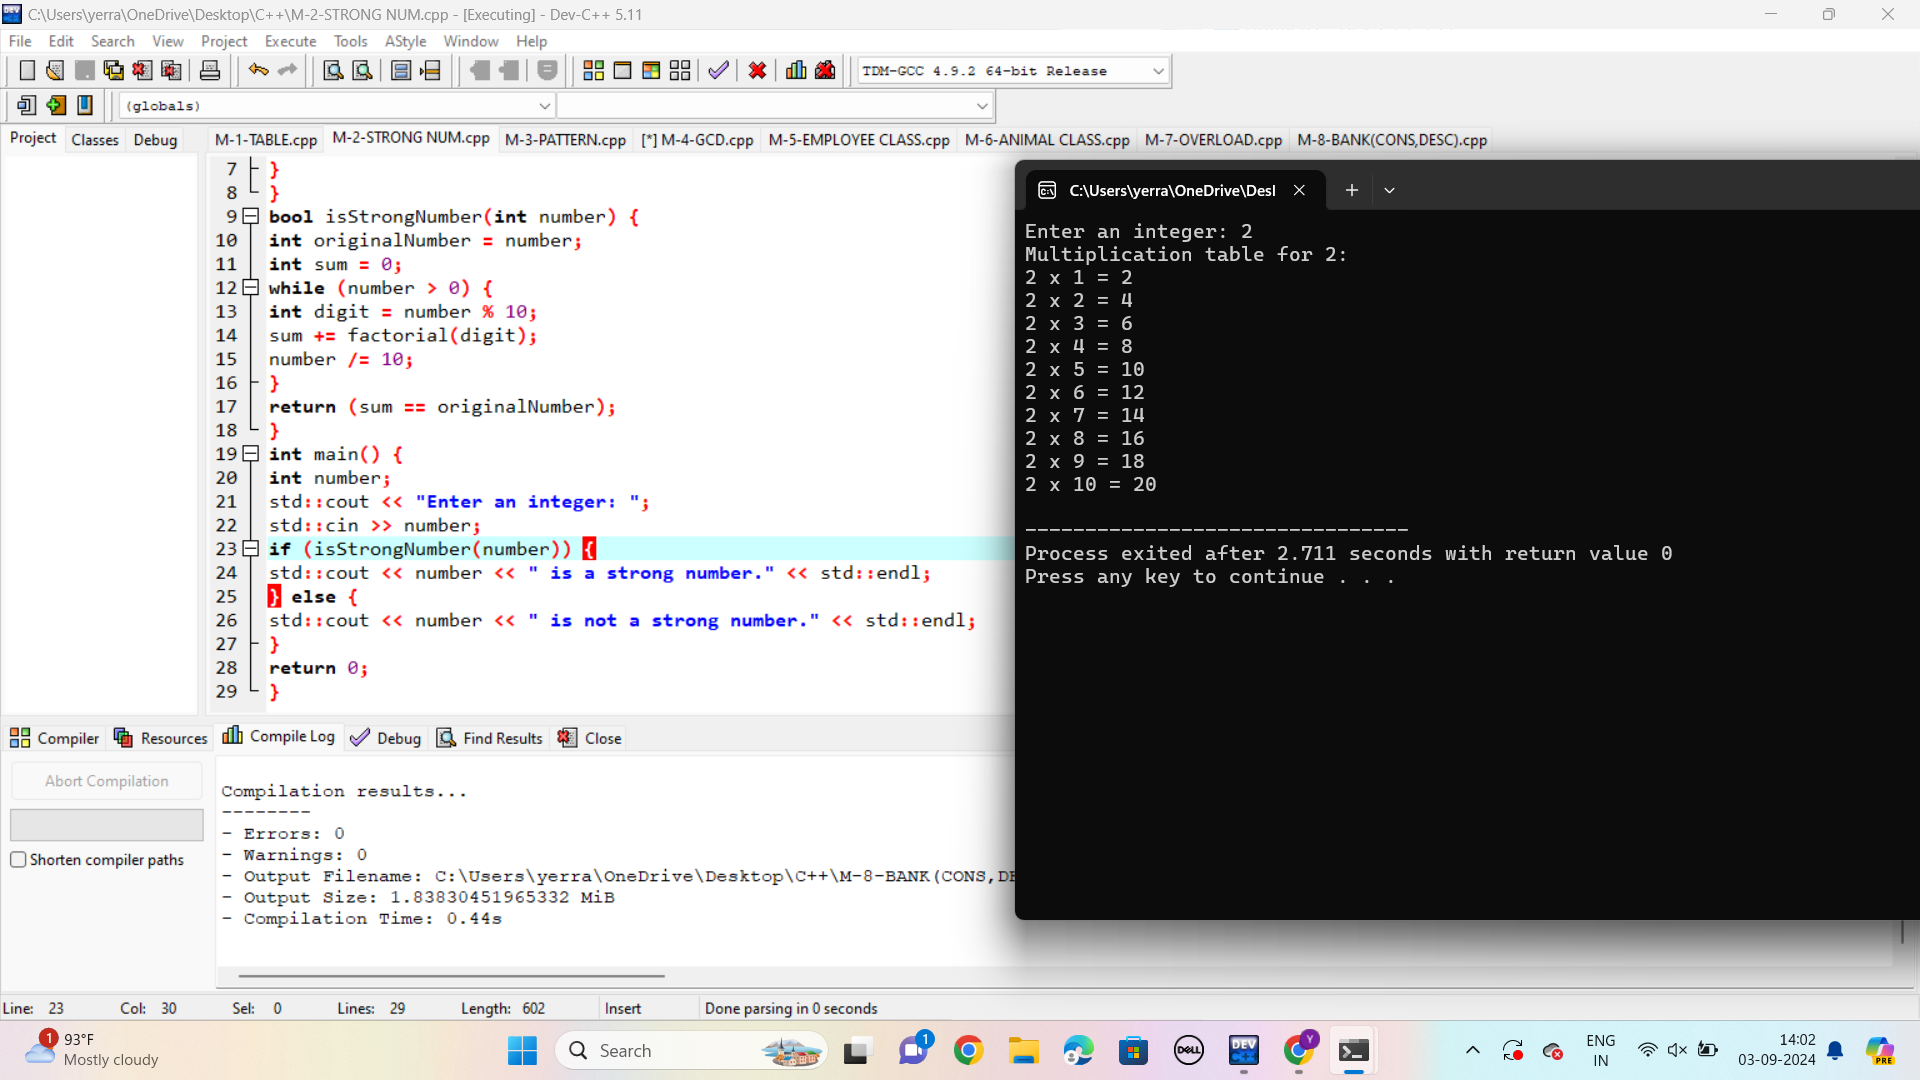 C:\Users\yerra\OneDrive\Desktop\C++\M-2-STRONG NUM.cpp - [Executing] - Dev-C++ 5.11
File Edit Search View Project Execute Tools AStyle Window Help
TDM-GCC 4.9.2 64-bit Release
(globals)
Project Classes Debug
M-1-TABLE.cpp M-2-STRONG NUM.cpp M-3-PATTERN.cpp [*] M-4-GCD.cpp M-5-EMPLOYEE CLASS.cpp M-6-ANIMAL CLASS.cpp M-7-OVERLOAD.cpp M-8-BANK(CONS,DESC).cpp
7 }
8 }
9 bool isStrongNumber(int number) {
10 int originalNumber = number;
11 int sum = 0;
12 while (number > 0) {
13 int digit = number % 10;
14 sum += factorial(digit);
15 number /= 10;
16 }
17 return (sum == originalNumber);
18 }
19 int main() {
20 int number;
21 std::cout << "Enter an integer: ";
22 std::cin >> number;
23 if (isStrongNumber(number)) {
24 std::cout << number << " is a strong number." << std::endl;
25 } else {
26 std::cout << number << " is not a strong number." << std::endl;
27 }
28 return 0;
29 }
C:\Users\yerra\OneDrive\Desl
Enter an integer: 2
Multiplication table for 2:
2 x 1 = 2
2 x 2 = 4
2 x 3 = 6
2 x 4 = 8
2 x 5 = 10
2 x 6 = 12
2 x 7 = 14
2 x 8 = 16
2 x 9 = 18
2 x 10 = 20
--------------------------------
Process exited after 2.711 seconds with return value 0
Press any key to continue . . .
Compiler Resources Compile Log Debug Find Results Close
Abort Compilation
Shorten compiler paths
Compilation results...
--------
- Errors: 0
- Warnings: 0
- Output Filename: C:\Users\yerra\OneDrive\Desktop\C++\M-8-BANK(CONS,DE
- Output Size: 1.83830451965332 MiB
- Compilation Time: 0.44s
Line: 23 Col: 30 Sel: 0 Lines: 29 Length: 602 Insert Done parsing in 0 seconds
1
93°F
Mostly cloudy
Search
1
DELL
DEV
Y
ENG
IN
14:02
03-09-2024
PRE